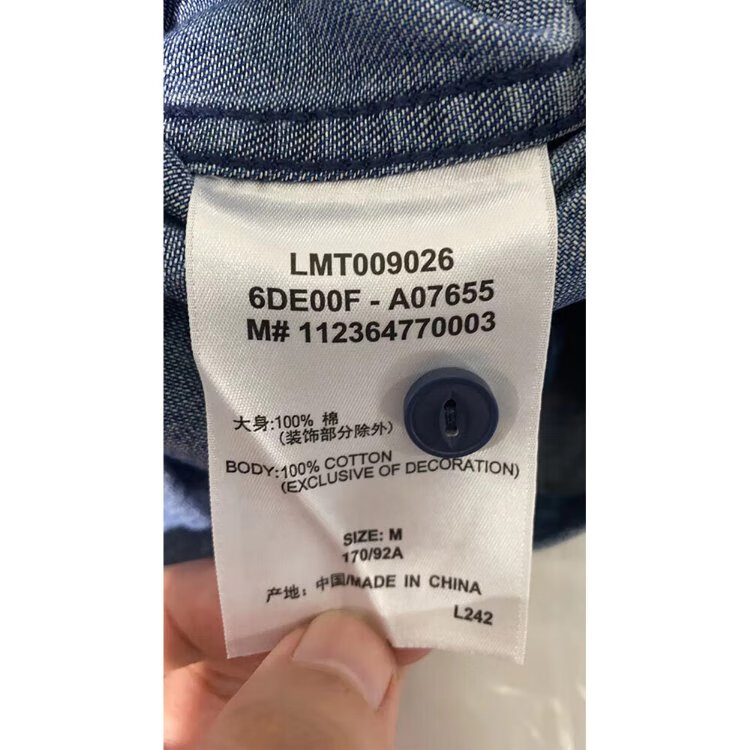 LMT009026
6DE00F - A07655
M# 112364770003
大身:100% 棉
(装饰部分除外)
BODY:100% COTTON
(EXCLUSIVE OF DECORATION)
SIZE: M
170/92A
产地: 中国/MADE IN CHINA
L242